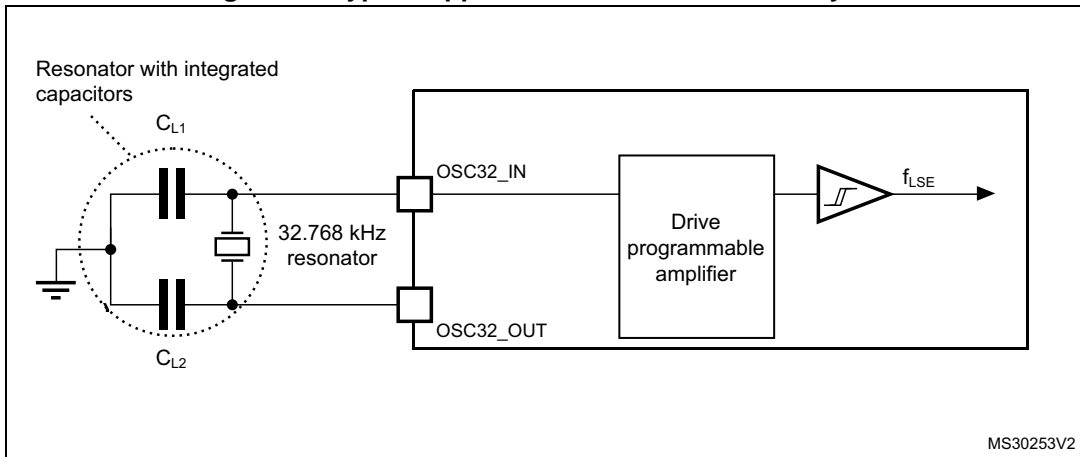 Resonator with integrated
capacitors
CL1
OSC32_IN
fLSE
32.768 kHz
resonator
Drive
programmable
amplifier
OSC32_OUT
CL2
MS30253V2